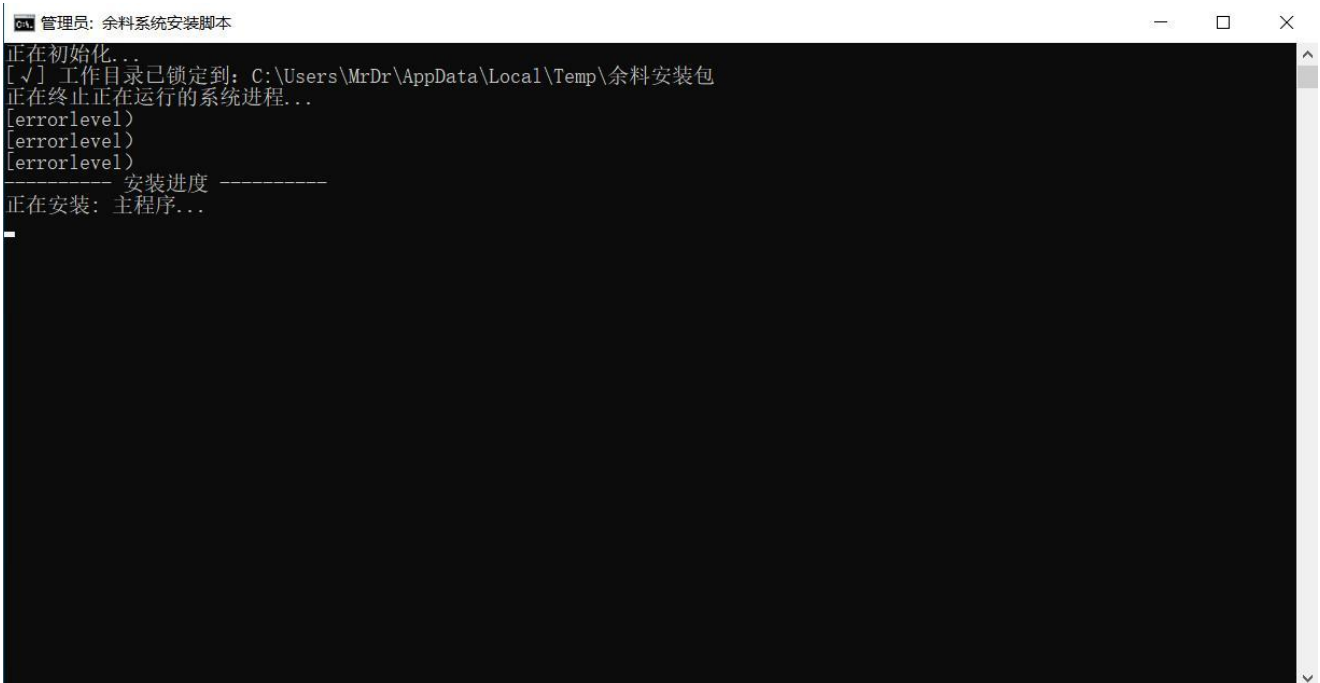 管理员: 余料系统安装脚本
正在初始化...
[√] 工作目录已锁定到: C:\Users\MrDr\AppData\Local\Temp\余料安装包
正在终止正在运行的系统进程...
[errorlevel)
[errorlevel)
[errorlevel)
---------- 安装进度 ----------
正在安装: 主程序...